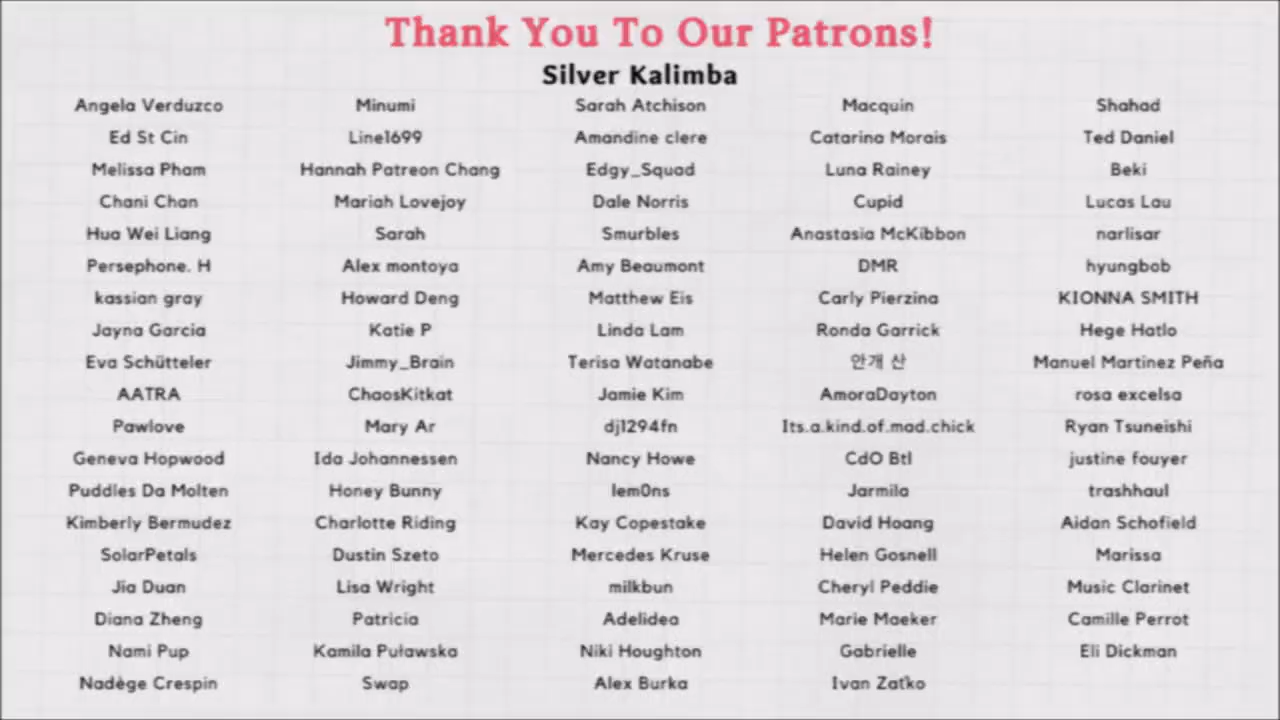 Thank You To Our Patrons!
Silver Kalimba
Angela Verduzco Minumi Sarah Atchison Macquin Shahad
Ed St Cin Line1699 Amandine clere Catarina Morais Ted Daniel
Melissa Pham Hannah Patreon Chang Edgy_Squad Luna Rainey Beki
Chani Chan Mariah Lovejoy Dale Norris Cupid Lucas Lau
Hua Wei Liang Sarah Smurbles Anastasia McKibbon narlisar
Persephone. H Alex montoya Amy Beaumont DMR hyungbob
kassian gray Howard Deng Matthew Eis Carly Pierzina KIONNA SMITH
Jayna Garcia Katie P Linda Lam Ronda Garrick Hege Hatlo
Eva Schütteler Jimmy_Brain Terisa Watanabe 안개 산 Manuel Martinez Peña
AATRA ChaosKitkat Jamie Kim AmoraDayton rosa excelsa
Pawlove Mary Ar dj1294fn Its.a.kind.of.mad.chick Ryan Tsuneishi
Geneva Hopwood Ida Johannessen Nancy Howe CdO Btl justine fouyer
Puddles Da Molten Honey Bunny lem0ns Jarmila trashhaul
Kimberly Bermudez Charlotte Riding Kay Copestake David Hoang Aidan Schofield
SolarPetals Dustin Szeto Mercedes Kruse Helen Gosnell Marissa
Jia Duan Lisa Wright milkbun Cheryl Peddie Music Clarinet
Diana Zheng Patricia Adelidea Marie Maeker Camille Perrot
Nami Pup Kamila Puławska Niki Houghton Gabrielle Eli Dickman
Nadège Crespin Swap Alex Burka Ivan Zaťko